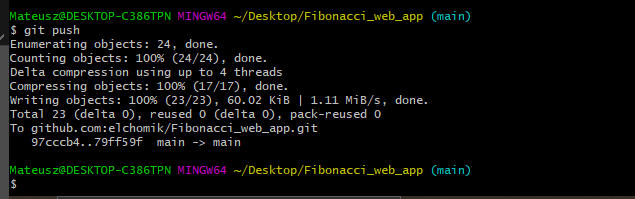 Mateusz@DESKTOP-C386TPN MINGW64 ~/Desktop/Fibonacci_web_app (main)
$ git push
Enumerating objects: 24, done.
Counting objects: 100% (24/24), done.
Delta compression using up to 4 threads
Compressing objects: 100% (17/17), done.
Writing objects: 100% (23/23), 60.02 KiB | 1.11 MiB/s, done.
Total 23 (delta 0), reused 0 (delta 0), pack-reused 0
To github.com:elchomik/Fibonacci_web_app.git
   97cccb4..79ff59f  main -> main
Mateusz@DESKTOP-C386TPN MINGW64 ~/Desktop/Fibonacci_web_app (main)
$